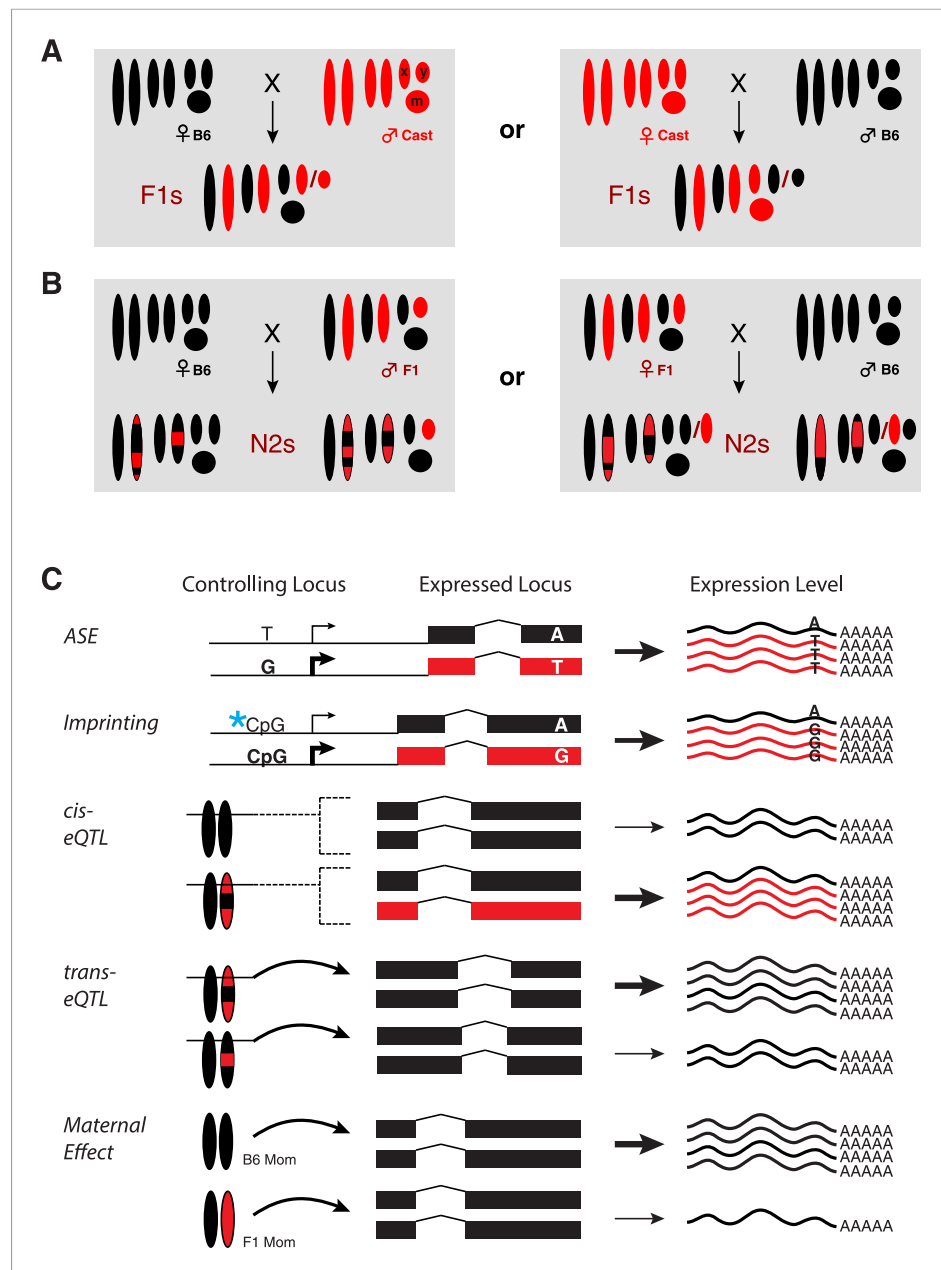 A
X
x y
m
♀B6
♂ Cast
F1s
/
or
X
♀ Cast
♂ B6
F1s
/
B
X
♀B6
♂ F1
N2s
or
X
♀ F1
♂ B6
/
N2s
/
C
Controlling Locus
Expressed Locus
Expression Level
ASE
T
A
A
AAAAA
G
T
T
AAAAA
T
AAAAA
T
AAAAA
Imprinting
*CpG
A
A
AAAAA
CpG
G
G
AAAAA
G
AAAAA
G
AAAAA
cis-
eQTL
AAAAA
AAAAA
AAAAA
AAAAA
AAAAA
AAAAA
trans-
eQTL
AAAAA
AAAAA
AAAAA
AAAAA
AAAAA
AAAAA
Maternal
Effect
B6 Mom
AAAAA
AAAAA
AAAAA
AAAAA
F1 Mom
AAAAA